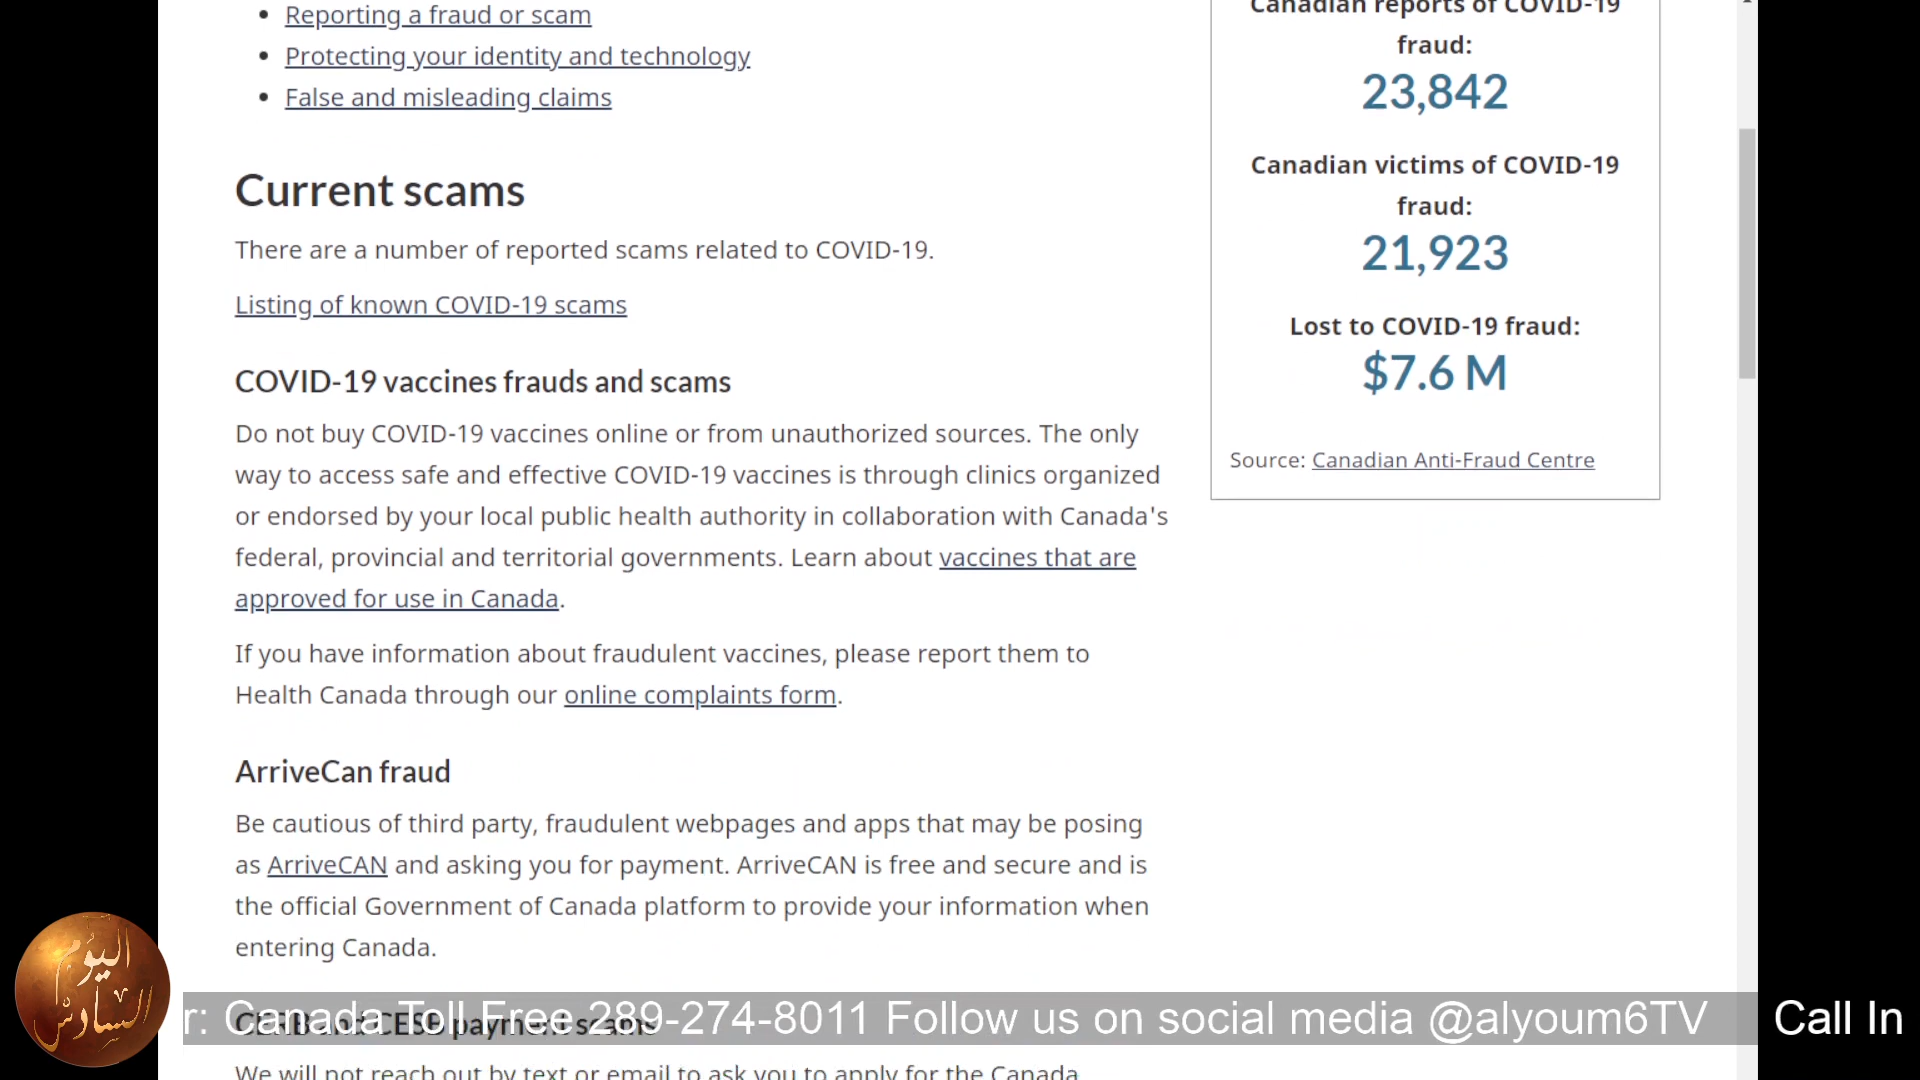 Reporting a fraud or scam
Protecting your identity and technology
False and misleading claims
Current scams
There are a number of reported scams related to COVID-19.
Listing of known COVID-19 scams
COVID-19 vaccines frauds and scams
Do not buy COVID-19 vaccines online or from unauthorized sources. The only
way to access safe and effective COVID-19 vaccines is through clinics organized
or endorsed by your local public health authority in collaboration with Canada's
federal, provincial and territorial governments. Learn about vaccines that are
approved for use in Canada.
If you have information about fraudulent vaccines, please report them to
Health Canada through our online complaints form.
ArriveCan fraud
Be cautious of third party, fraudulent webpages and apps that may be posing
as ArriveCAN and asking you for payment. ArriveCAN is free and secure and is
the official Government of Canada platform to provide your information when
entering Canada.
CERB and CESB payment scams
We will not reach out by text or email to ask you to apply for the Canada
Canadian reports of COVID-19
fraud:
23,842
Canadian victims of COVID-19
fraud:
21,923
Lost to COVID-19 fraud:
$7.6 M
Source: Canadian Anti-Fraud Centre
اليوم
السادس
r: Canada Toll Free 289-274-8011 Follow us on social media @alyoum6TV Call In